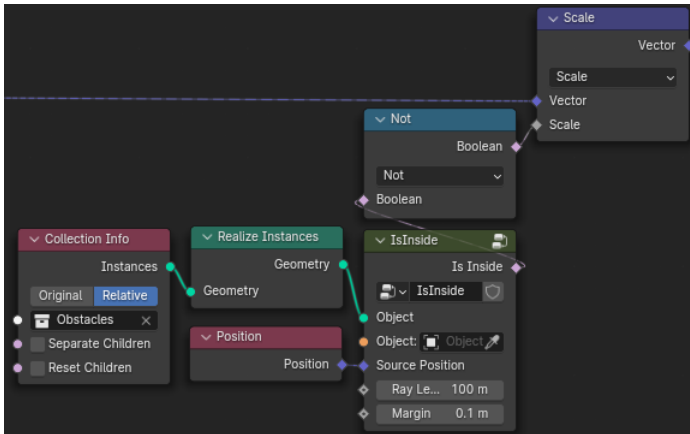 Scale
Vector
Scale
Vector
Scale
Not
Boolean
Not
Boolean
Collection Info
Instances
Original Relative
Obstacles
Separate Children
Reset Children
Realize Instances
Geometry
Geometry
Position
Position
IsInside
Is Inside
IsInside
Object
Object: Object
Source Position
Ray Le... 100 m
Margin 0.1 m